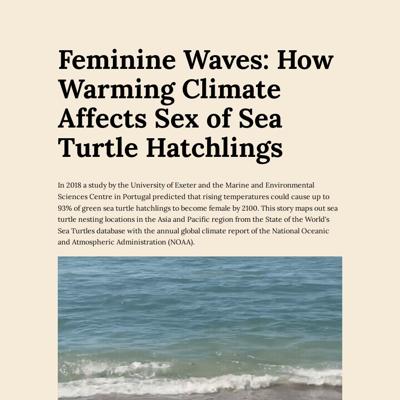 Feminine Waves: How
Warming Climate
Affects Sex of Sea
Turtle Hatchlings
In 2018 a study by the University of Exeter and the Marine and Environmental
Sciences Centre in Portugal predicted that rising temperatures could cause up to
93% of green sea turtle hatchlings to become female by 2100. This story maps out sea
turtle nesting locations in the Asia and Pacific region from the State of the World's
Sea Turtles database with the annual global climate report of the National Oceanic
and Atmospheric Administration (NOAA).